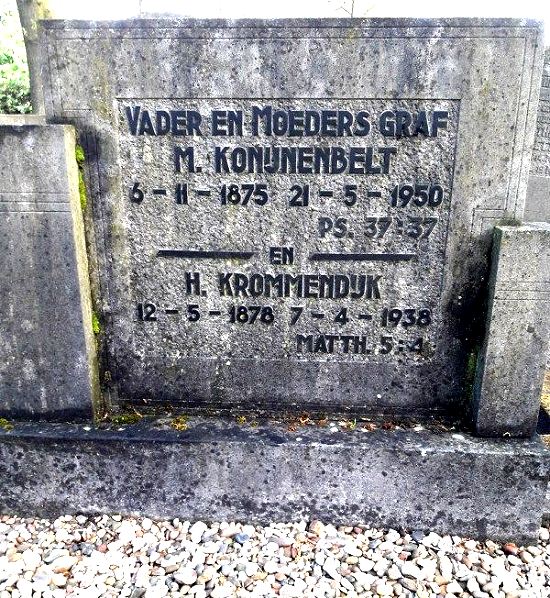 VADER EN MOEDERS GRAF
M. KONIJNENBELT
6-11-1875 21-5-1950
PS. 37:37
— EN —
H. KROMMENDIJK
12-5-1878 7-4-1938
MATTH. 5:4